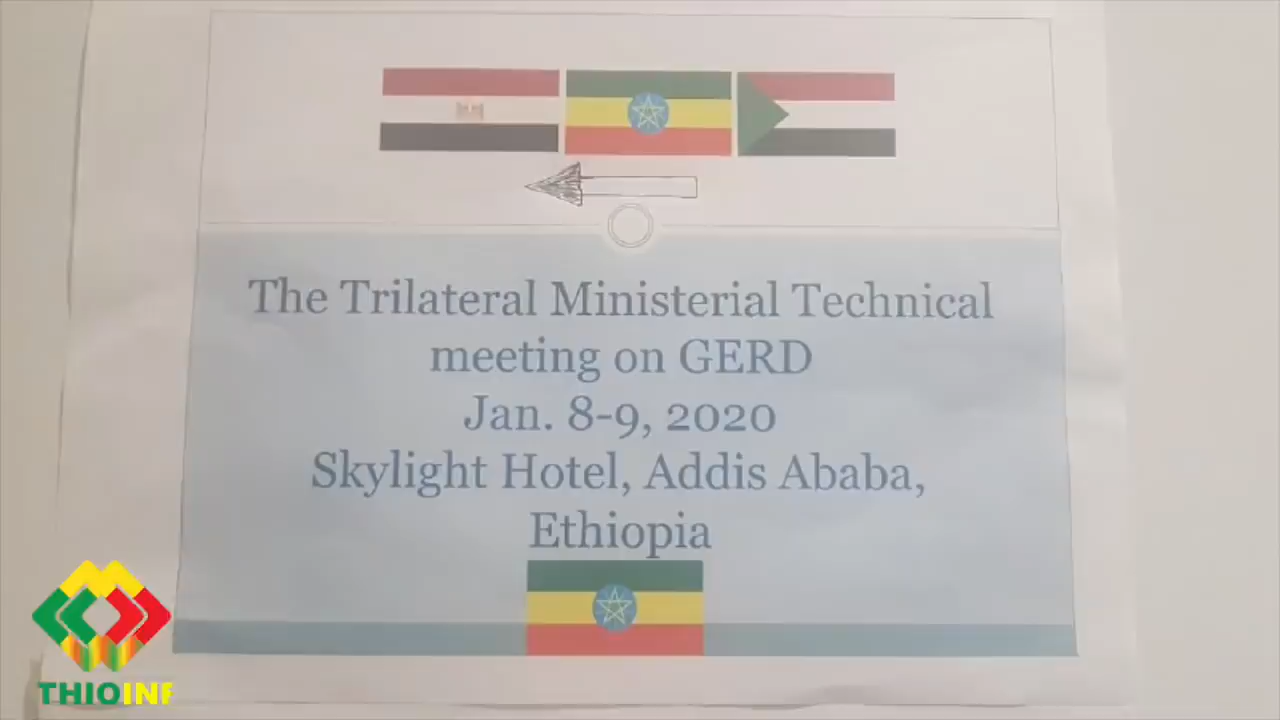 The Trilateral Ministerial Technical
meeting on GERD
Jan. 8-9, 2020
Skylight Hotel, Addis Ababa,
Ethiopia
THIOINF